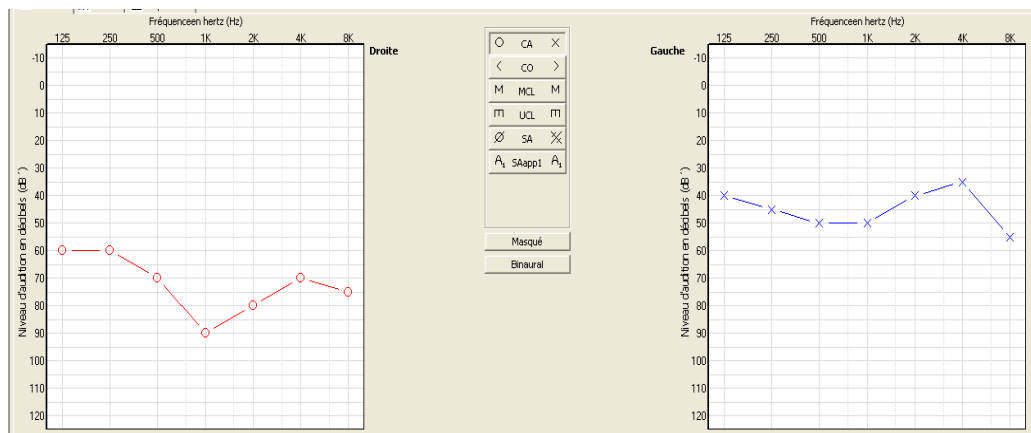 Fréquenceen hertz (Hz)
125 250 500 1K 2K 4K 8K
Droite
-10
0
10
20
30
40
50
60
70
80
90
100
110
120
Niveau d'audition en décibels (dB
O CA X
< CO >
M MCL M
UCL
Ø SA
A₁ SAapp1 A₁
Masqué
Binaural
Fréquenceen hertz (Hz)
125 250 500 1K 2K 4K 8K
Gauche
-10
0
10
20
30
40
50
60
70
80
90
100
110
120
Niveau d'audition en décibels (dB